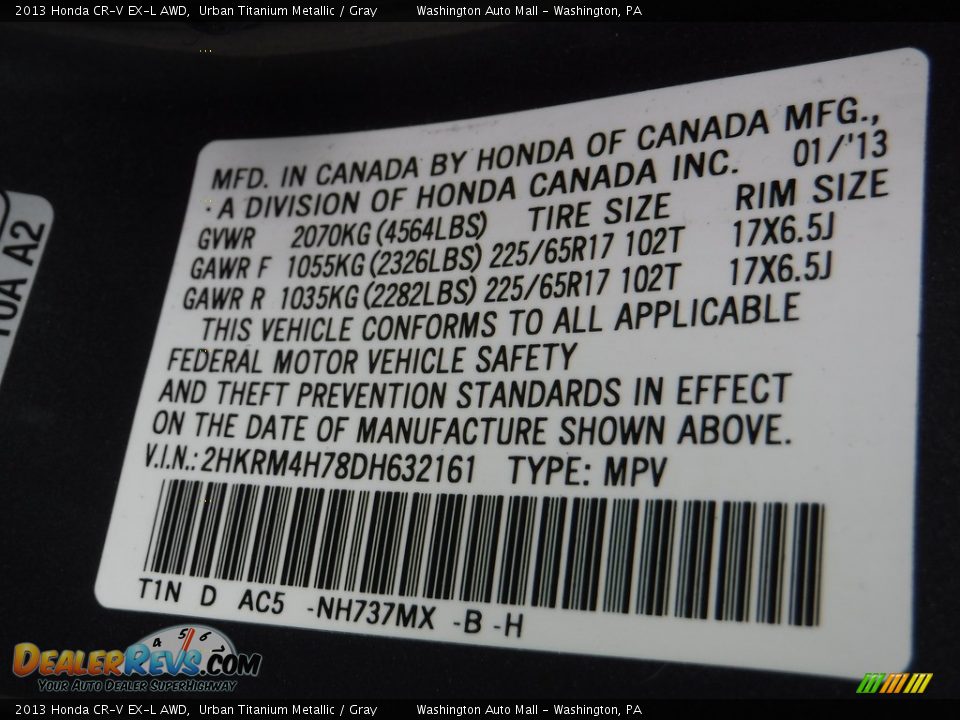 2013 Honda CR-V EX-L AWD, Urban Titanium Metallic / Gray Washington Auto Mall - Washington, PA
MFD. IN CANADA BY HONDA OF CANADA MFG.,
A DIVISION OF HONDA CANADA INC. 01/'13
GVWR 2070KG (4564LBS) TIRE SIZE RIM SIZE
GAWR F 1055KG (2326LBS) 225/65R17 102T 17X6.5J
GAWR R 1035KG (2282LBS) 225/65R17 102T 17X6.5J
THIS VEHICLE CONFORMS TO ALL APPLICABLE
FEDERAL MOTOR VEHICLE SAFETY
AND THEFT PREVENTION STANDARDS IN EFFECT
ON THE DATE OF MANUFACTURE SHOWN ABOVE.
V.I.N.: 2HKRM4H78DH632161 TYPE: MPV
T1N D AC5 -NH737MX -B -H
10A A2
4 5 6
DEALERREVS.COM
YOUR AUTO DEALER SUPERHIGHWAY
2013 Honda CR-V EX-L AWD, Urban Titanium Metallic / Gray Washington Auto Mall - Washington, PA